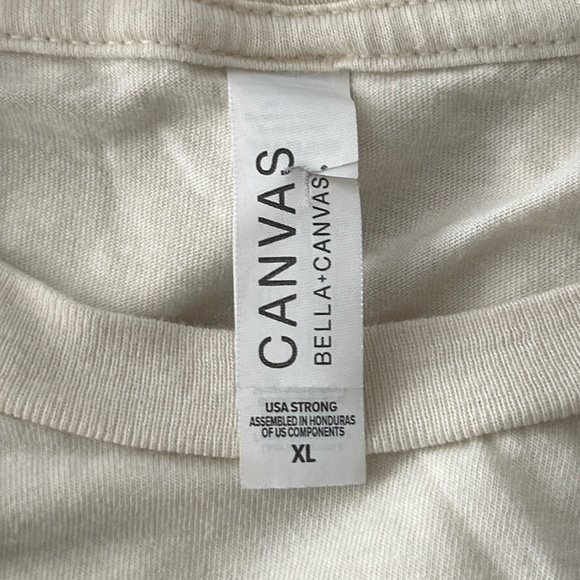 CANVAS
BELLA+CANVAS®
USA STRONG
ASSEMBLED IN HONDURAS
OF US COMPONENTS
XL